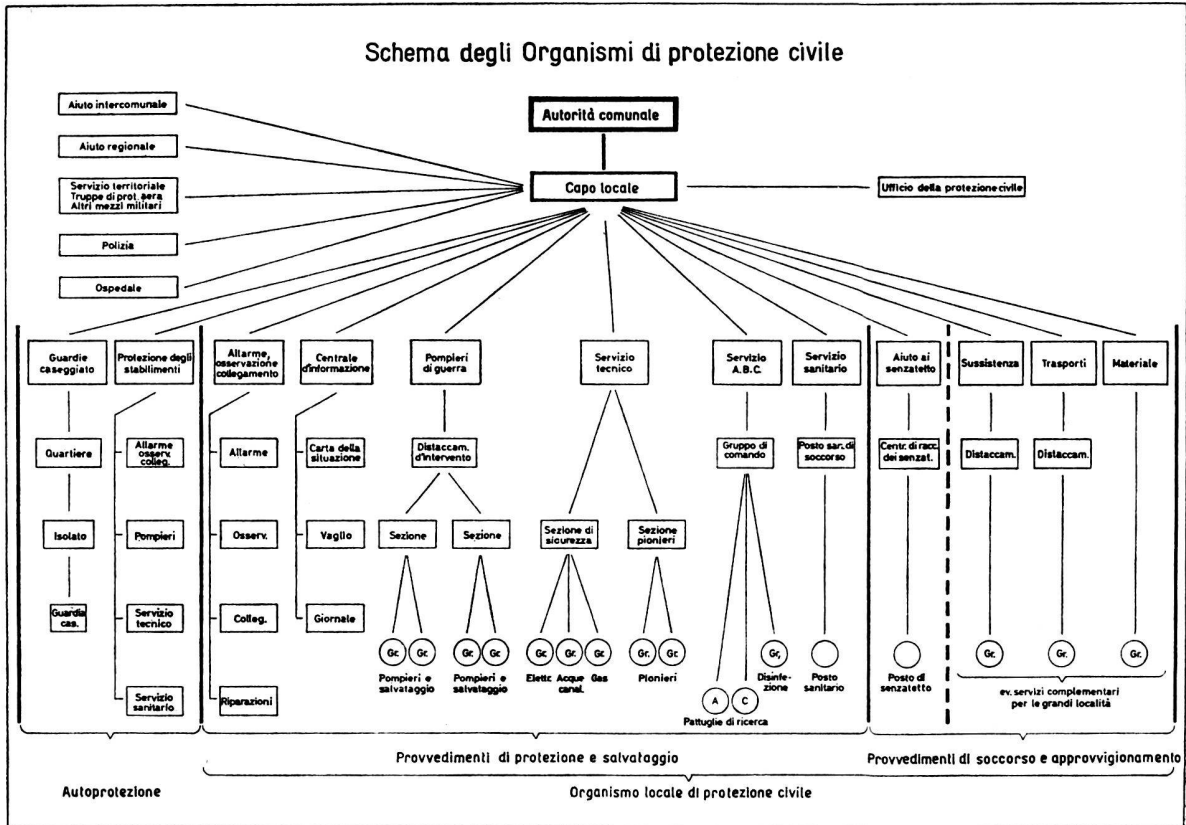 Schema degli Organismi di protezione civile
Aiuto intercomunale
Autorità comunale
Aiuto regionale
Servizio territoriale
Truppe di prot. aera
Altri mezzi militari
Capo locale
Ufficio della protezione civile
Polizia
Ospedale
Guardie
caseggiato
Protezione degli
stabilimenti
Allarme,
osservazione
collegamento
Centrale
d'informazione
Pompieri
di guerra
Servizio
tecnico
Servizio
A.B.C.
Servizio
sanitario
Aiuto ai
senzatetto
Sussistenza
Trasporti
Materiale
Quartiere
Allarme
osserv.
colleg.
Allarme
Carta della
situazione
Distaccam.
d'intervento
Gruppo di
comando
Posto san. di
soccorso
Centr. di racc.
dei senzat.
Distaccam.
Distaccam.
Isolato
Pompieri
Osserv.
Vaglio
Sezione
Sezione
Sezione di
sicurezza
Sezione
pionieri
Guardia
cas.
Servizio
tecnico
Colleg.
Giornale
Gr.
Gr.
Gr.
Gr.
Gr.
Gr.
Gr.
Gr.
Gr.
Gr.
Gr.
Gr.
Gr.
Pompieri e
salvataggio
Pompieri e
salvataggio
Elettr.
Acque
canal.
Gas
Pionieri
Disinfe-
zione
Posto
sanitario
Posto di
senzatetto
ev. servizi complementari
per le grandi località
Servizio
sanitario
Riparazioni
A
C
Pattuglie di ricerca
Provvedimenti di protezione e salvataggio
Provvedimenti di soccorso e approvvigionamento
Autoprotezione
Organismo locale di protezione civile